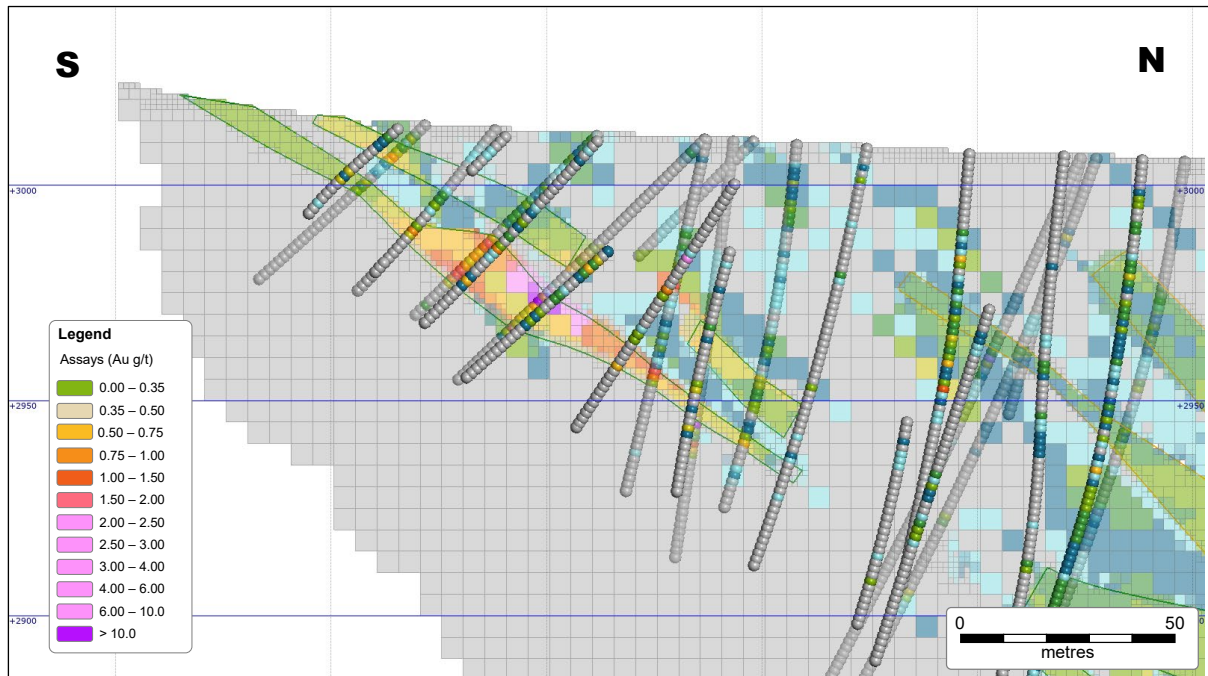 S
N
+3000
+3000
+2950
+2950
+2900
Legend
Assays (Au g/t)
0.00 – 0.35
0.35 – 0.50
0.50 – 0.75
0.75 – 1.00
1.00 – 1.50
1.50 – 2.00
2.00 – 2.50
2.50 – 3.00
3.00 – 4.00
4.00 – 6.00
6.00 – 10.0
> 10.0
0 50
metres